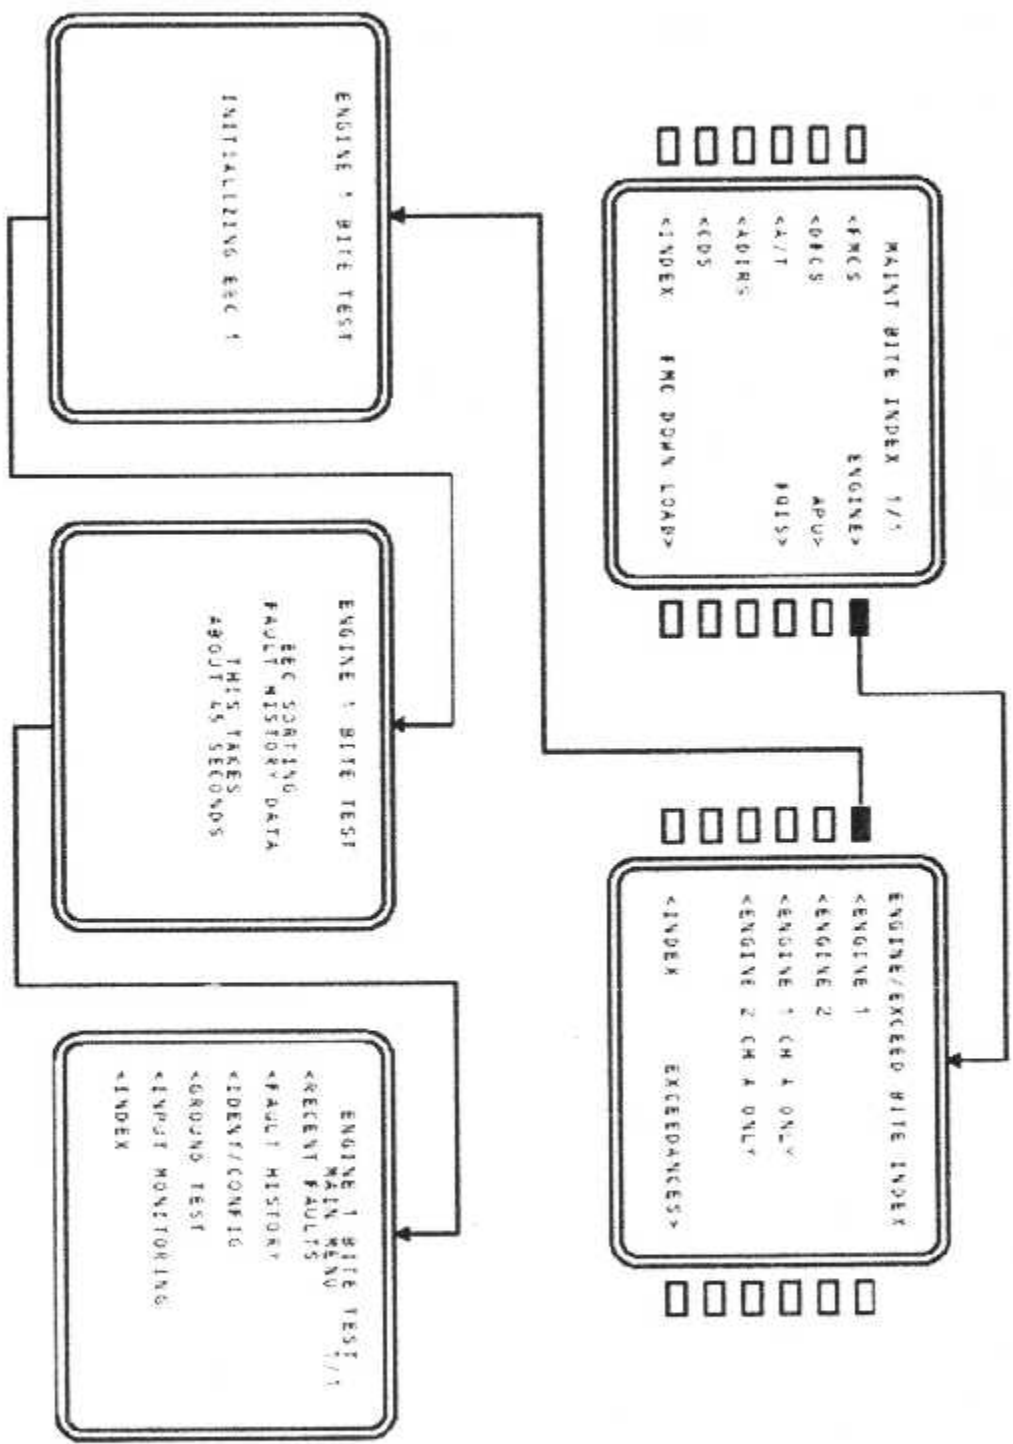 MAINT BITE INDEX 1/1
<FMCS ENGINE>
<DFCS APU>
<A/T FQIS>
<ADIRS
<CDS
<INDEX FMC DOWN LOAD>
ENGINE/EXCEED BITE INDEX
<ENGINE 1
<ENGINE 2
<ENGINE 1 CH A ONLY
<ENGINE 2 CH A ONLY
<INDEX EXCEEDANCES>
ENGINE 1 BITE TEST
INITIALIZING EEC 1
ENGINE 1 BITE TEST
EEC SORTING
FAULT HISTORY DATA
THIS TAKES
ABOUT 45 SECONDS
ENGINE 1 BITE TEST
MAIN MENU 1/1
<RECENT FAULTS
<FAULT HISTORY
<IDENT/CONFIG
<GROUND TEST
<INPUT MONITORING
<INDEX